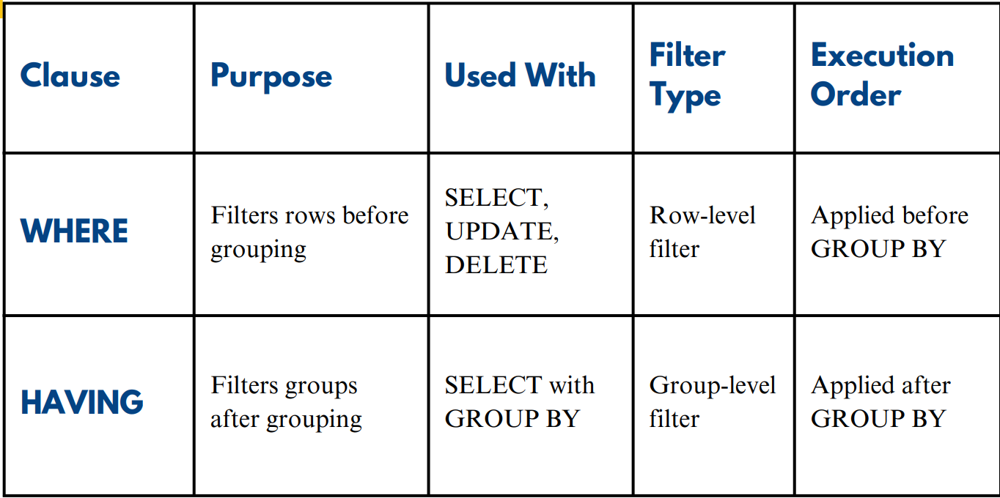 Clause
Purpose
Used With
Filter
Type
Execution
Order
WHERE
Filters rows before
grouping
SELECT,
UPDATE,
DELETE
Row-level
filter
Applied before
GROUP BY
HAVING
Filters groups
after grouping
SELECT with
GROUP BY
Group-level
filter
Applied after
GROUP BY